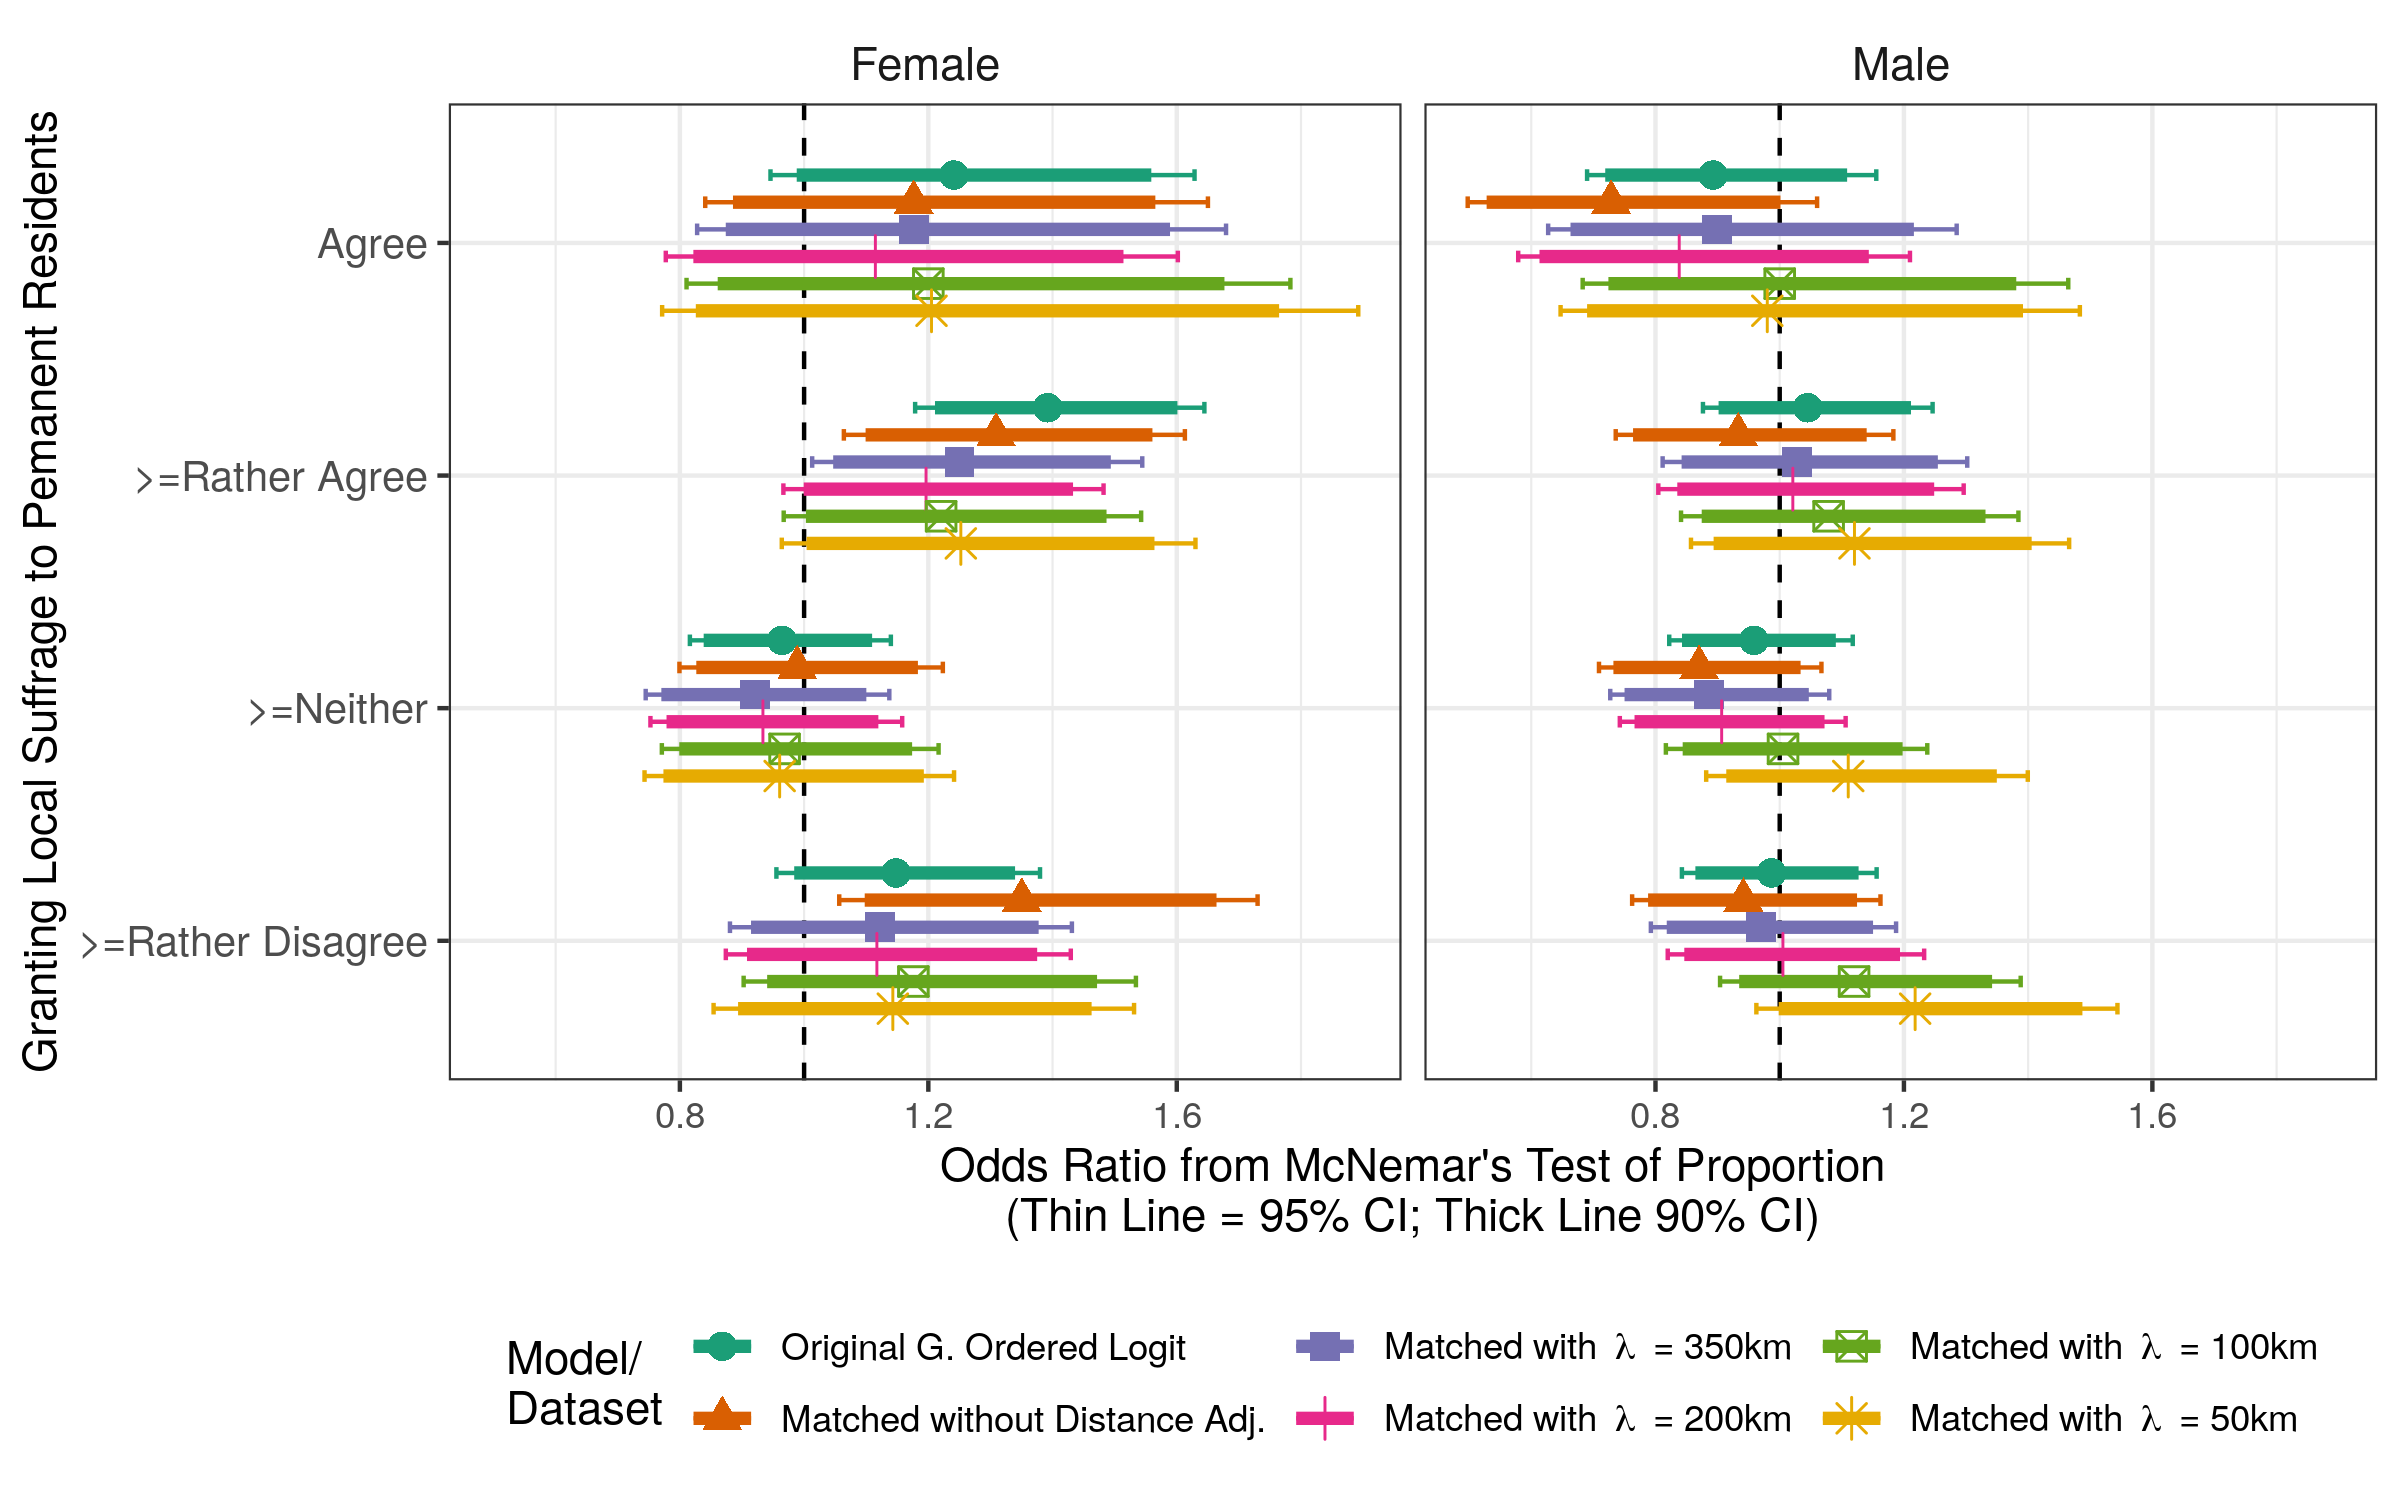 Female
Male
Granting Local Suffrage to Pemanent Residents
Agree
>=Rather Agree
>=Neither
>=Rather Disagree
0.8
1.2
1.6
0.8
1.2
1.6
Odds Ratio from McNemar's Test of Proportion
(Thin Line = 95% CI; Thick Line 90% CI)
Model/
Dataset
Original G. Ordered Logit
Matched without Distance Adj.
Matched with λ = 350km
Matched with λ = 200km
Matched with λ = 100km
Matched with λ = 50km